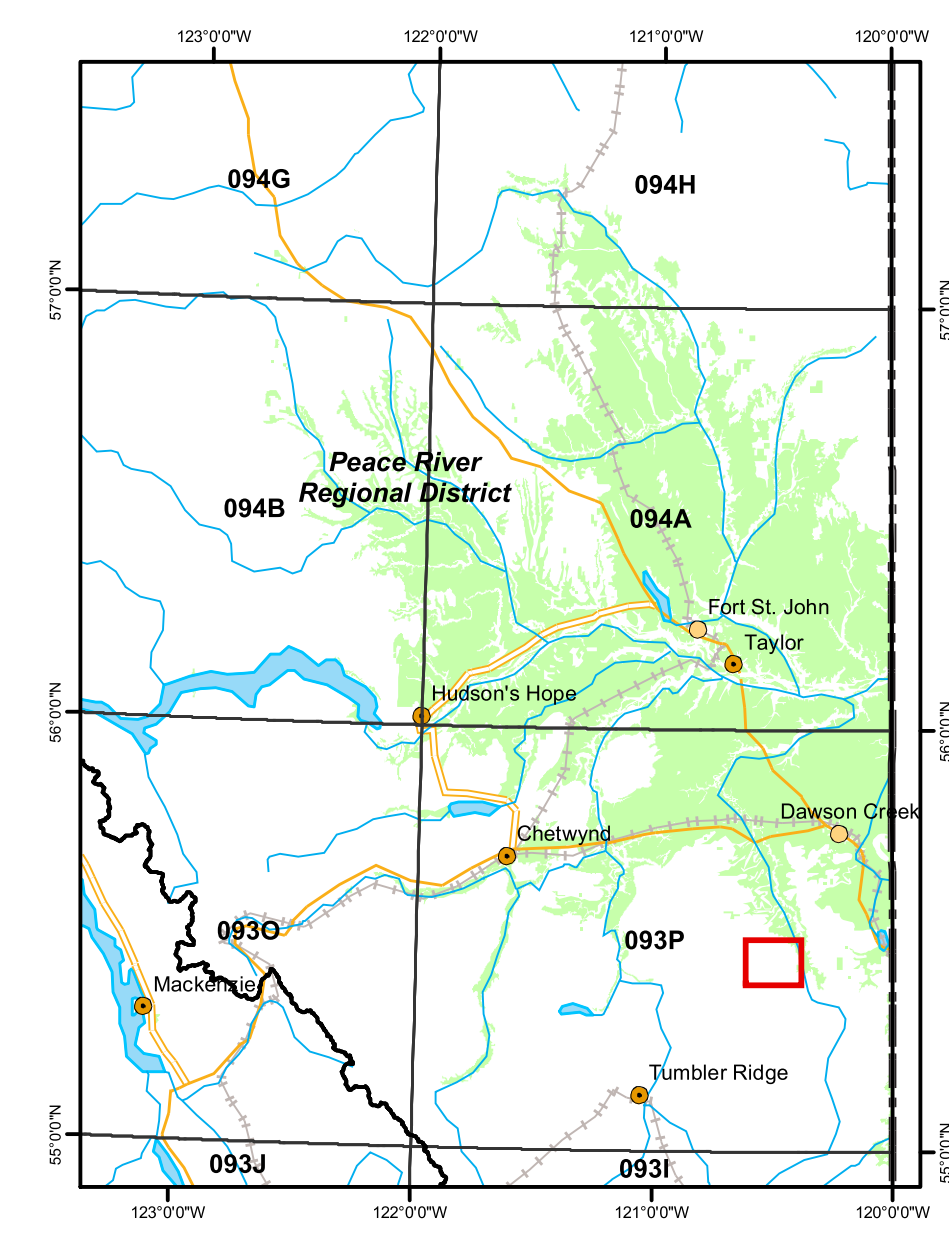 123°0'0"W 122°0'0"W 121°0'0"W 120°0'0"W
094G
094H
57°0'0"N
57°0'0"N
Peace River
Regional District
094B
094A
Fort St. John
Taylor
Hudson's Hope
56°0'0"N
56°0'0"N
Dawson Creek
Chetwynd
093O
093P
Mackenzie
Tumbler Ridge
55°0'0"N
55°0'0"N
093J
093I
123°0'0"W 122°0'0"W 121°0'0"W 120°0'0"W